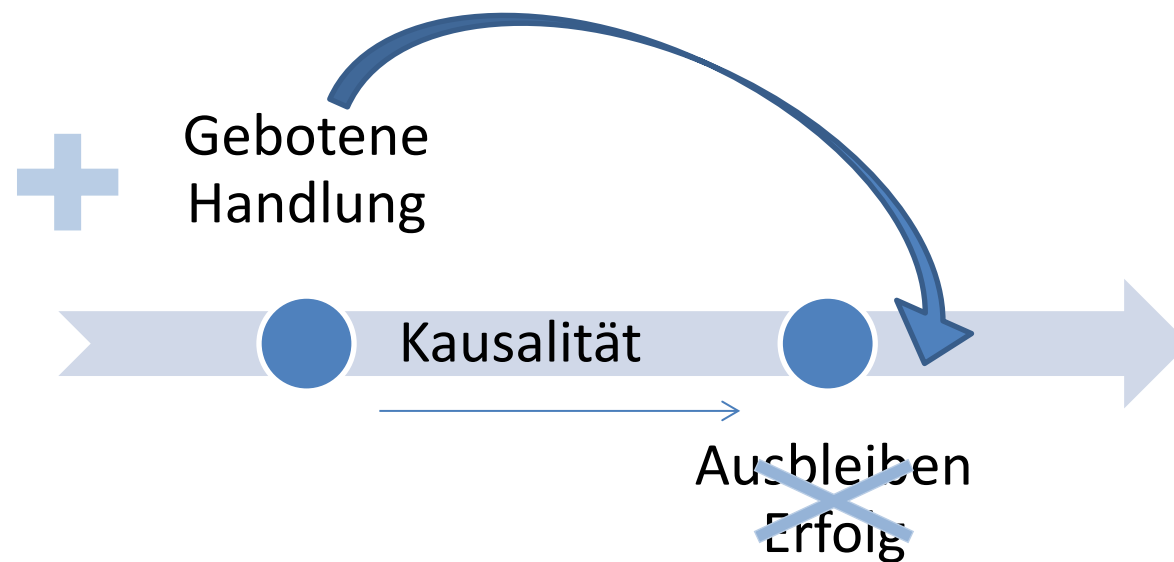 Gebotene
Handlung
Kausalität
Ausbleiben
Erfolg